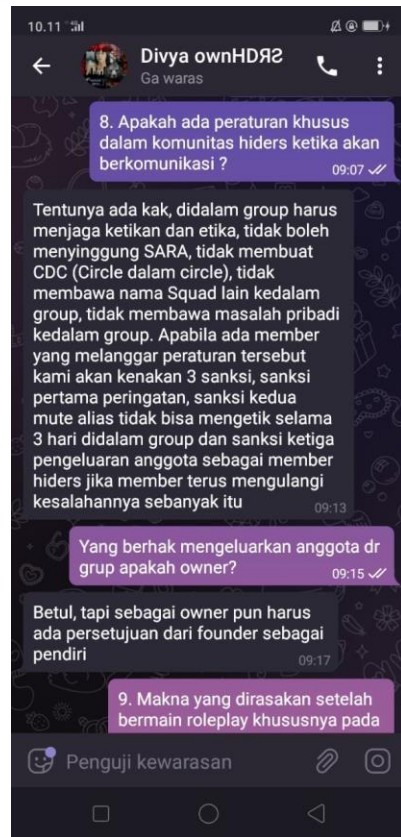 10.11
Divya ownHDЯƧ
Ga waras
8. Apakah ada peraturan khusus
dalam komunitas hiders ketika akan
berkomunikasi ?
09:07
Tentunya ada kak, didalam group harus
menjaga ketikan dan etika, tidak boleh
menyinggung SARA, tidak membuat
CDC (Circle dalam circle), tidak
membawa nama Squad lain kedalam
group, tidak membawa masalah pribadi
kedalam group. Apabila ada member
yang melanggar peraturan tersebut
kami akan kenakan 3 sanksi, sanksi
pertama peringatan, sanksi kedua
mute alias tidak bisa mengetik selama
3 hari didalam group dan sanksi ketiga
pengeluaran anggota sebagai member
hiders jika member terus mengulangi
kesalahannya sebanyak itu
09:13
Yang berhak mengeluarkan anggota dr
grup apakah owner?
09:15
Betul, tapi sebagai owner pun harus
ada persetujuan dari founder sebagai
pendiri
09:17
9. Makna yang dirasakan setelah
bermain roleplay khususnya pada
Penguji kewarasan